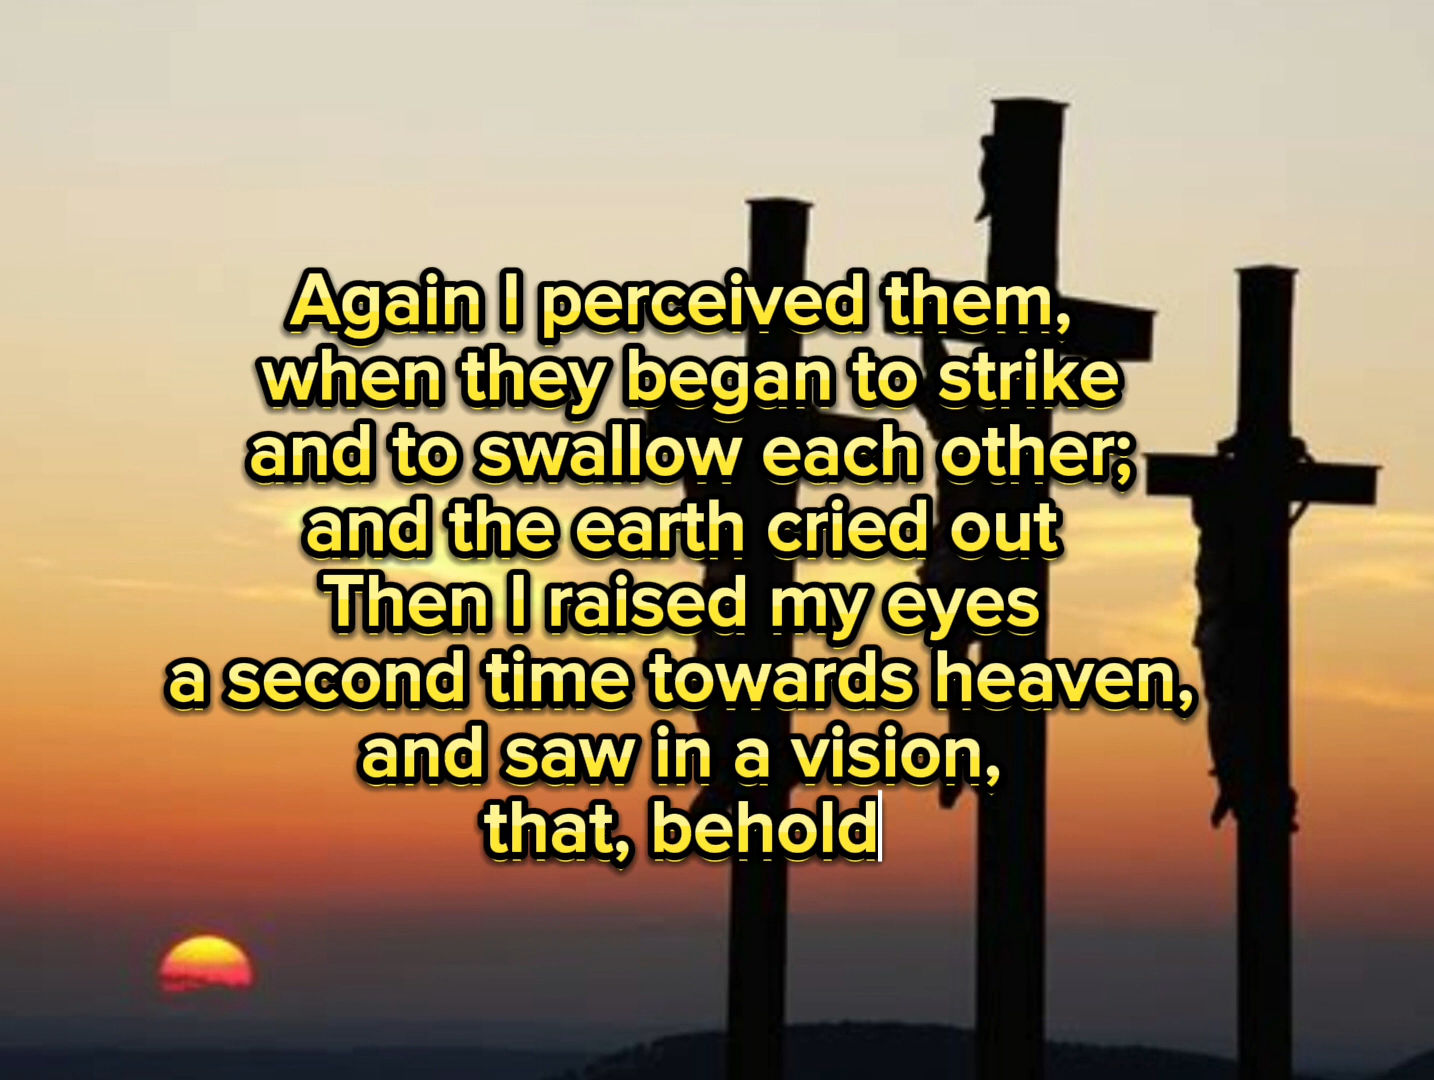 Again I perceived them,
when they began to strike
and to swallow each other;
and the earth cried out
Then I raised my eyes
a second time towards heaven,
and saw in a vision,
that, behold